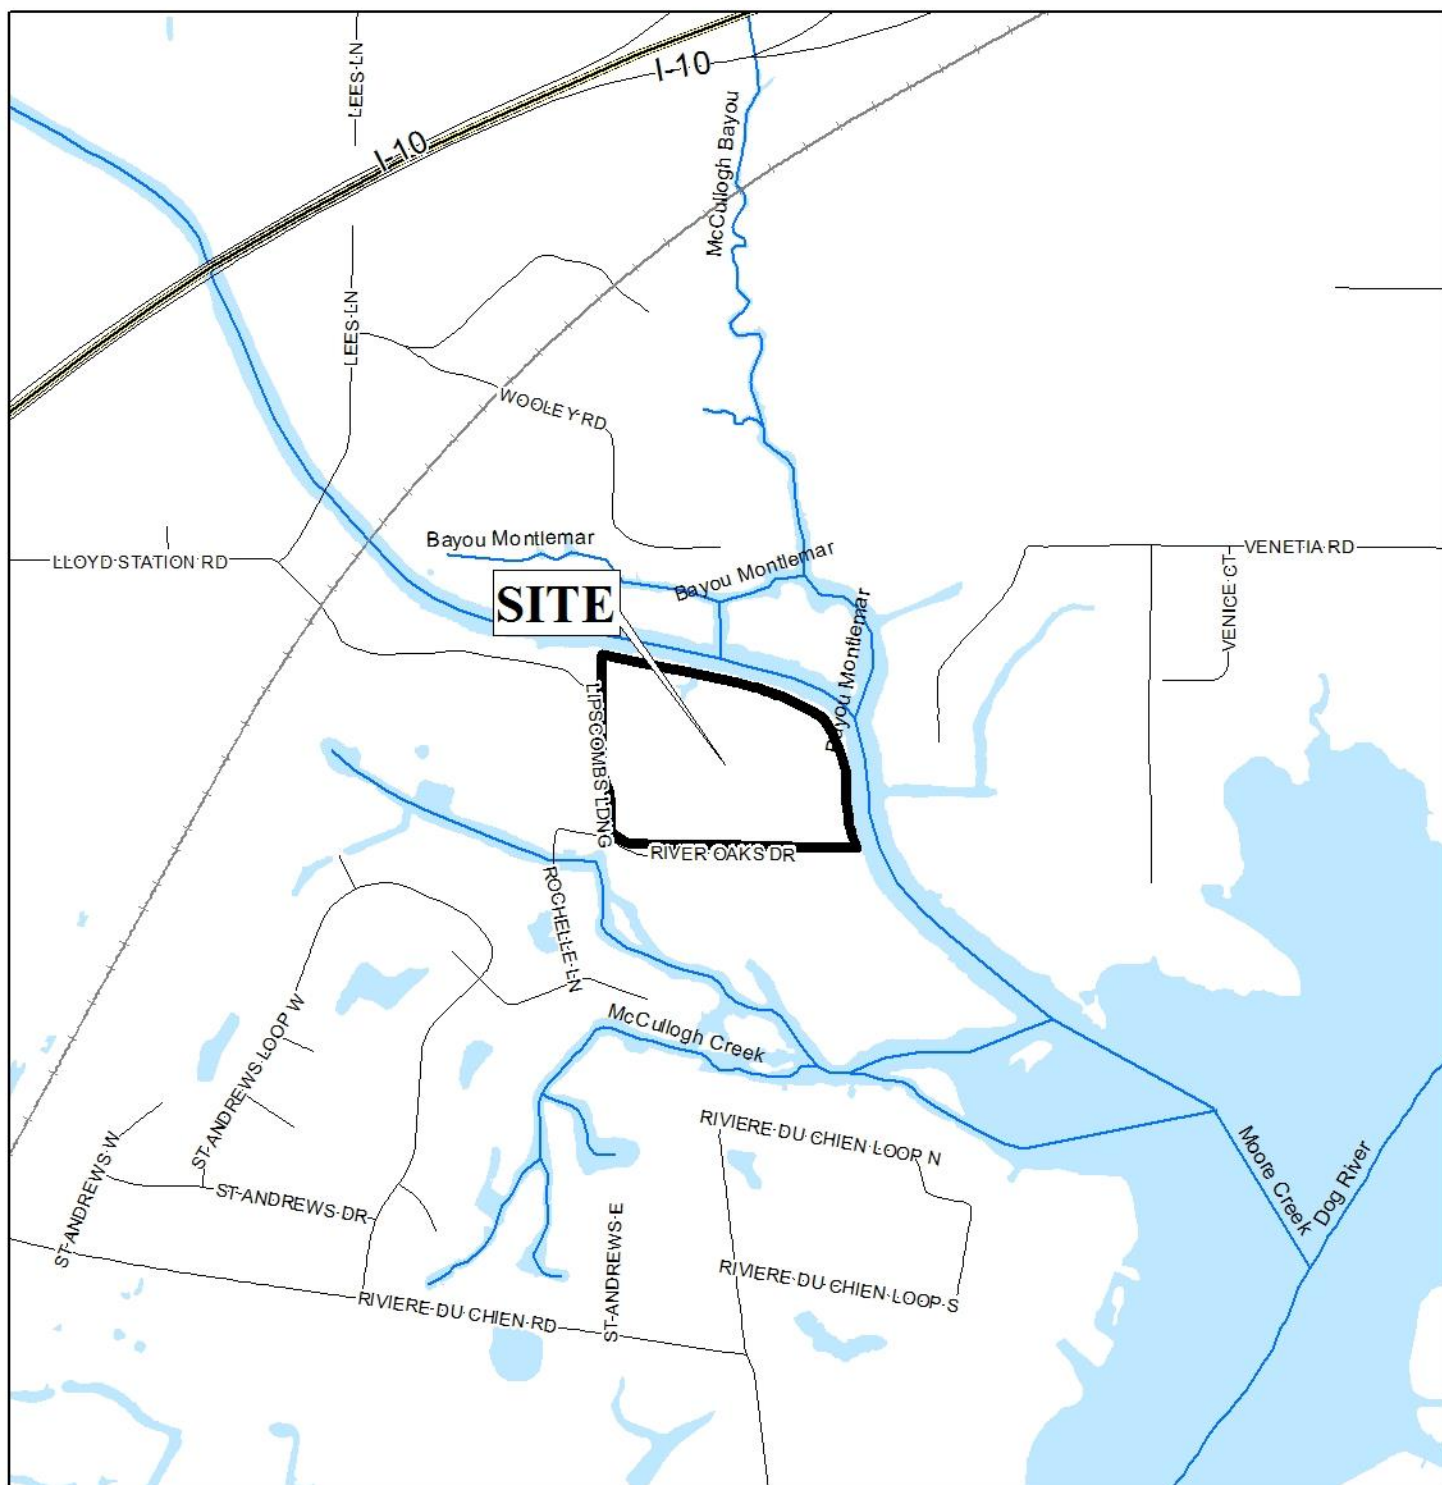 LEES LN
I-10
I-10
McCullogh Bayou
LEES LN
WOOLEY RD
Bayou Montlemar
LLOYD STATION RD
Bayou Montlemar
VENETIA RD
VENICE CT
SITE
Bayou Montlemar
LIPSCOMBS LDNG
RIVER OAKS DR
ROCHELLE LN
McCullogh Creek
ST ANDREWS LOOP W
RIVIERE DU CHIEN LOOP N
ST ANDREWS W
Moore Creek
Dog River
ST ANDREWS DR
ST ANDREWS E
RIVIERE DU CHIEN LOOP S
RIVIERE DU CHIEN RD